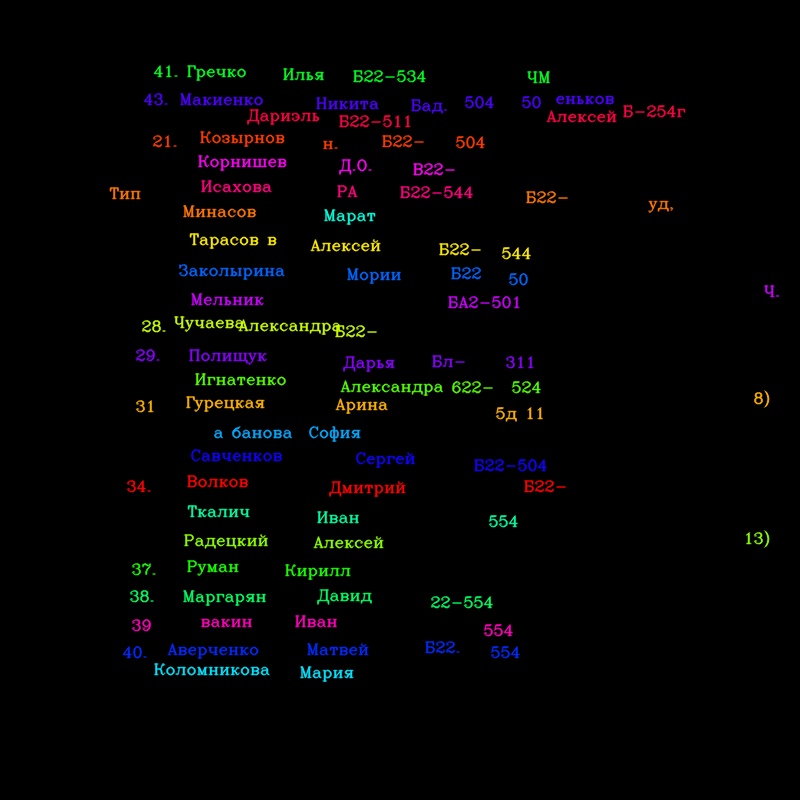 41. Гречко Илья Б22-534 ЧМ
43. Макиенко Никита Бад. 504 50 еньков
Дариэль Б22-511 Алексей Б-254г
21. Козырнов н. Б22- 504
Корнишев Д.О. В22-
Тип Исахова РА Б22-544 Б22- уд,
Минасов Марат
Тарасов в Алексей Б22- 544
Заколырина Мории Б22 50
Мельник БА2-501 Ч.
28. Чучаева Александра Б22-
29. Полищук Дарья Бл- 311
Игнатенко Александра 622- 524
31 Гурецкая Арина 5д 11 8)
а банова София
Савченков Сергей Б22-504
34. Волков Дмитрий Б22-
Ткалич Иван 554
Радецкий Алексей 13)
37. Руман Кирилл
38. Маргарян Давид 22-554
39 вакин Иван 554
40. Аверченко Матвей Б22. 554
Коломникова Мария